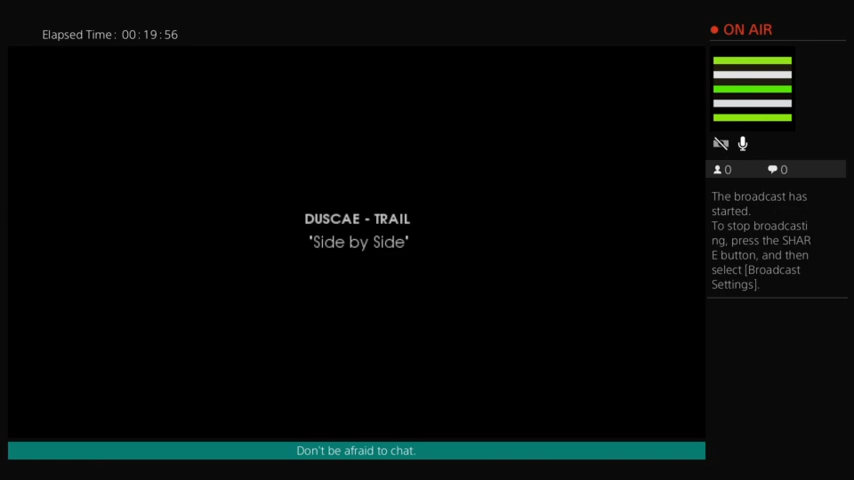 Elapsed Time: 00:19:56
ON AIR
DUSCAE - TRAIL
"Side by Side"
0 0
The broadcast has
started.
To stop broadcasti
ng, press the SHAR
E button, and then
select [Broadcast
Settings].
Don't be afraid to chat.